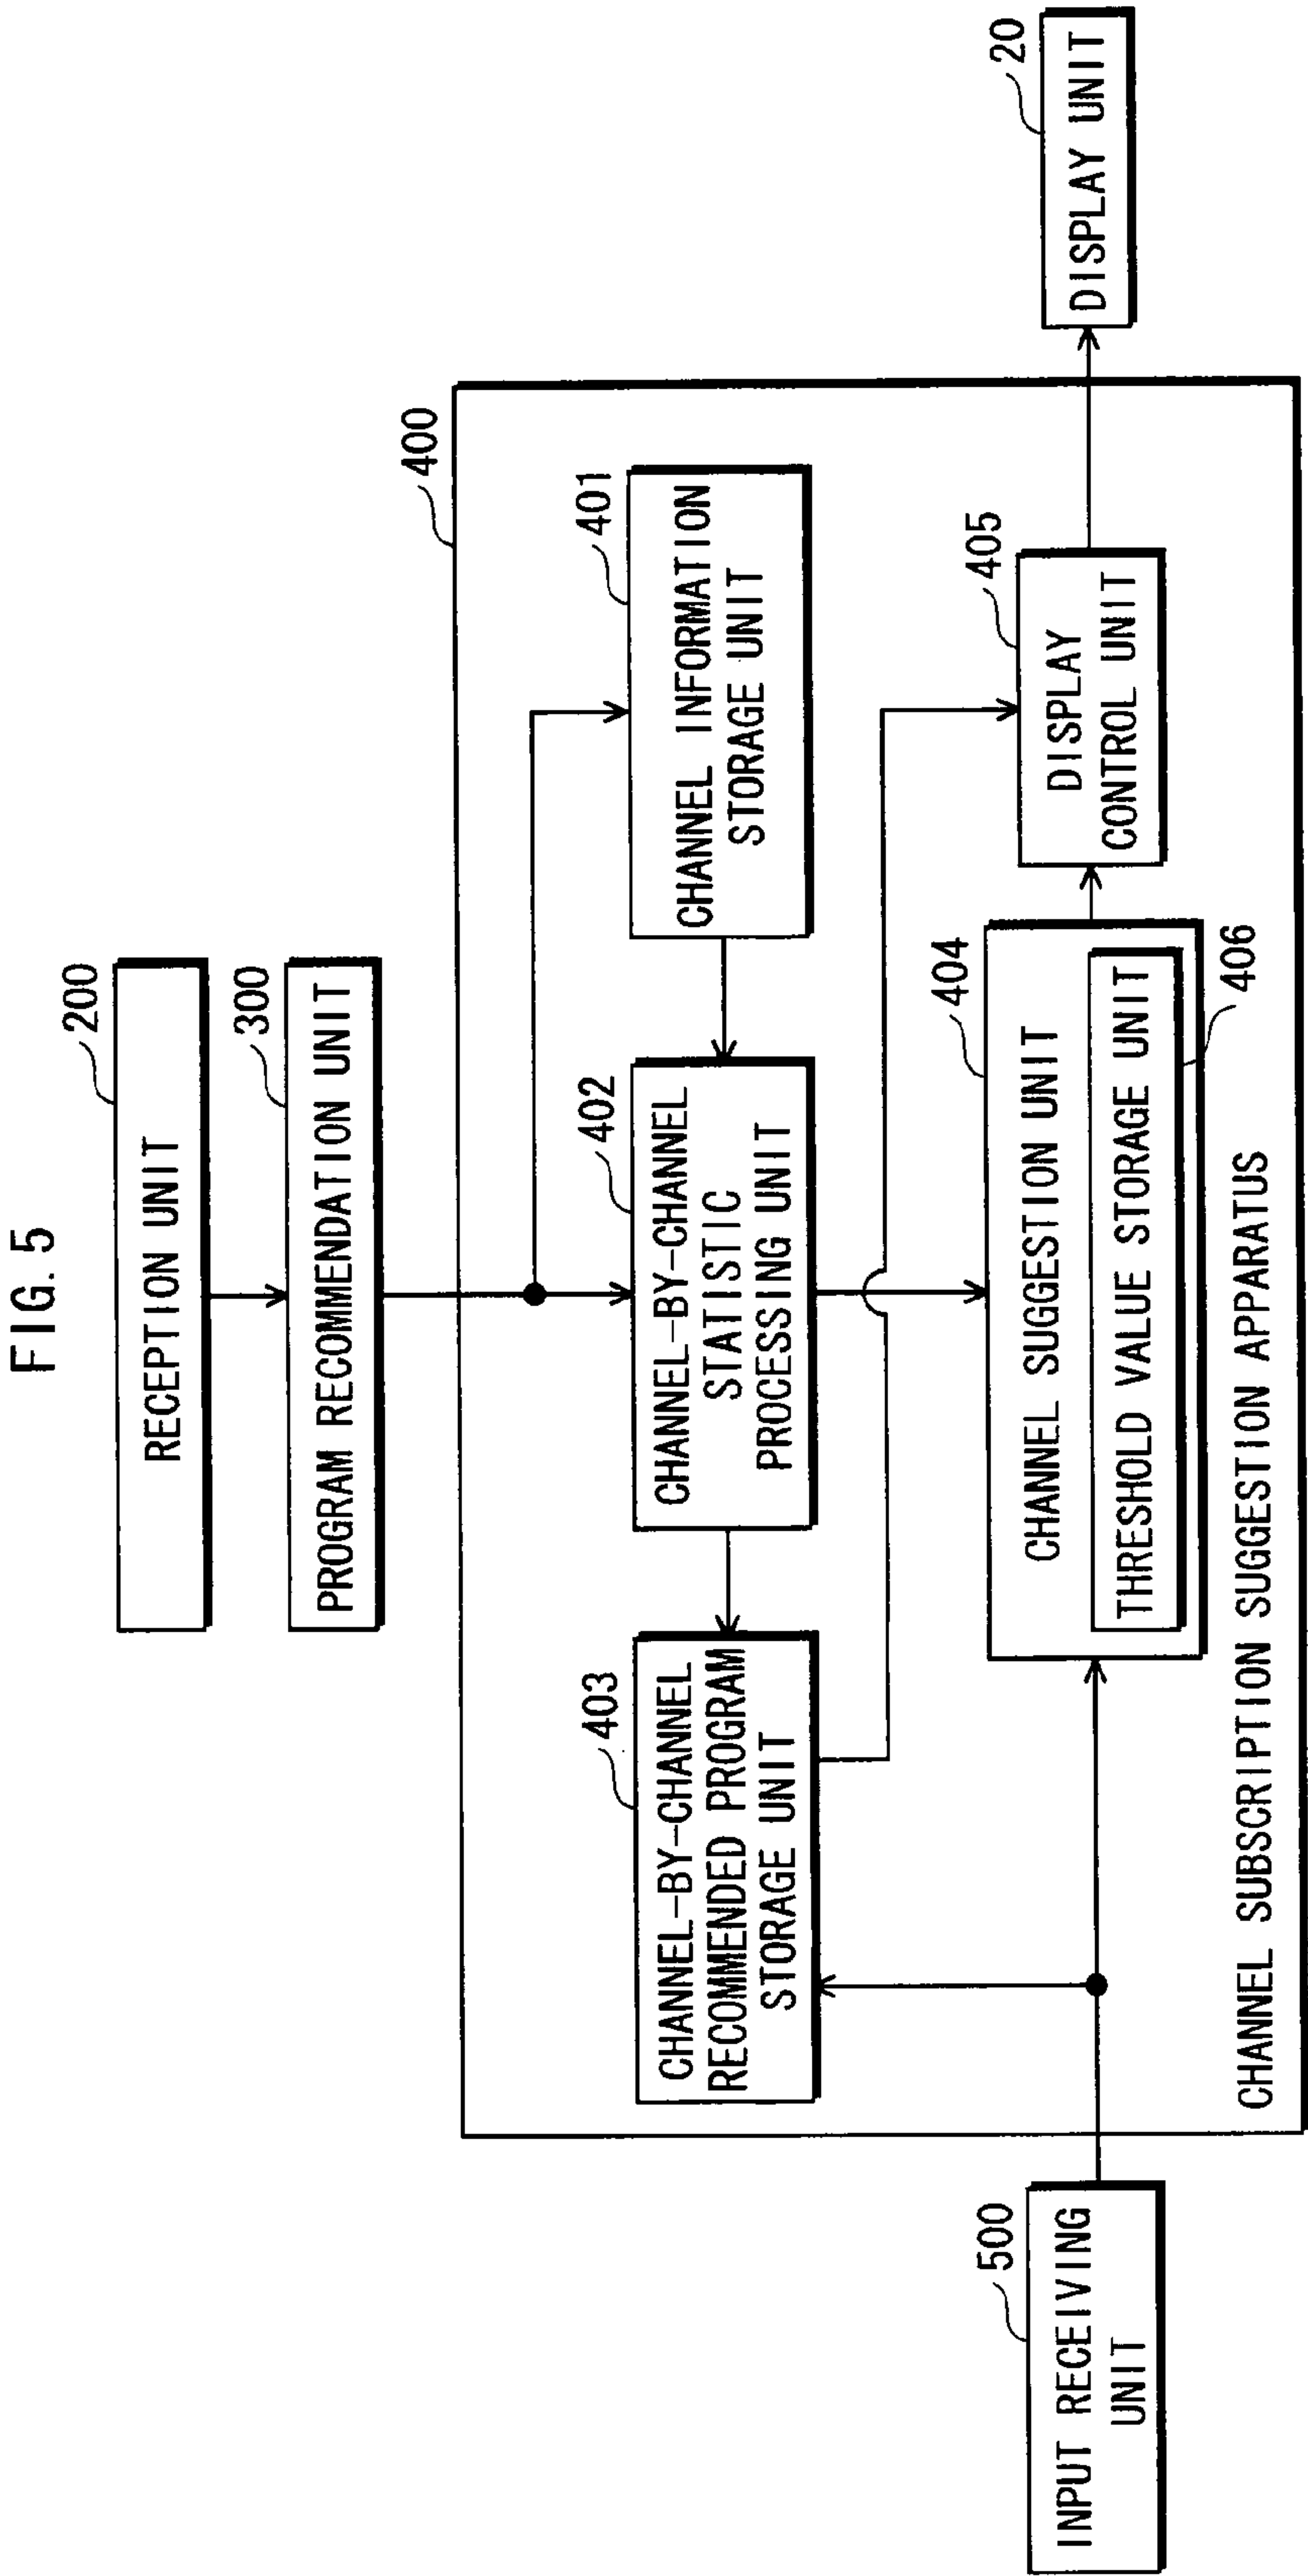 FIG. 5
200
RECEPTION UNIT
300
PROGRAM RECOMMENDATION UNIT
400
403
CHANNEL-BY-CHANNEL
RECOMMENDED PROGRAM
STORAGE UNIT
402
CHANNEL-BY-CHANNEL
STATISTIC
PROCESSING UNIT
401
CHANNEL INFORMATION
STORAGE UNIT
500
INPUT RECEIVING
UNIT
404
CHANNEL SUGGESTION UNIT
THRESHOLD VALUE STORAGE UNIT
406
405
DISPLAY
CONTROL UNIT
20
DISPLAY UNIT
CHANNEL SUBSCRIPTION SUGGESTION APPARATUS